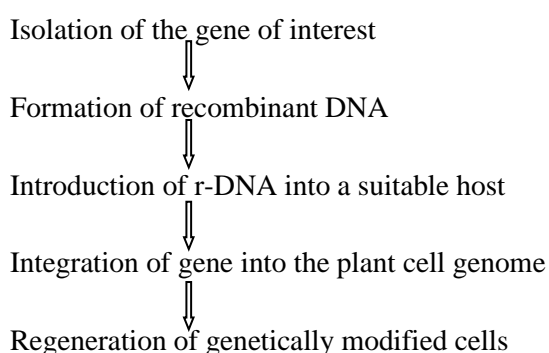 Isolation of the gene of interest
Formation of recombinant DNA
Introduction of r-DNA into a suitable host
Integration of gene into the plant cell genome
Regeneration of genetically modified cells